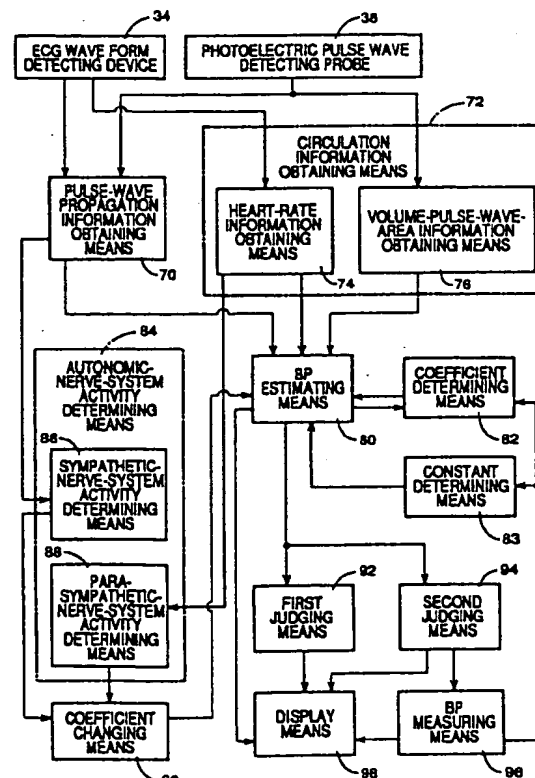 34
38
ECG WAVE FORM
DETECTING DEVICE
PHOTOELECTRIC PULSE WAVE
DETECTING PROBE
72
CIRCULATION
INFORMATION
OBTAINING MEANS
PULSE-WAVE
PROPAGATION
INFORMATION
OBTAINING
MEANS
70
HEART-RATE
INFORMATION
OBTAINING
MEANS
74
VOLUME-PULSE-WAVE-
AREA INFORMATION
OBTAINING MEANS
76
84
AUTONOMIC-
NERVE-SYSTEM
ACTIVITY
DETERMINING
MEANS
86
SYMPATHETIC-
NERVE-SYSTEM
ACTIVITY
DETERMINING
MEANS
88
PARA-
SYMPATHETIC-
NERVE-SYSTEM
ACTIVITY
DETERMINING
MEANS
COEFFICIENT
CHANGING
MEANS
BP
ESTIMATING
MEANS
80
COEFFICIENT
DETERMINING
MEANS
82
CONSTANT
DETERMINING
MEANS
83
92
FIRST
JUDGING
MEANS
94
SECOND
JUDGING
MEANS
DISPLAY
MEANS
98
BP
MEASURING
MEANS
96